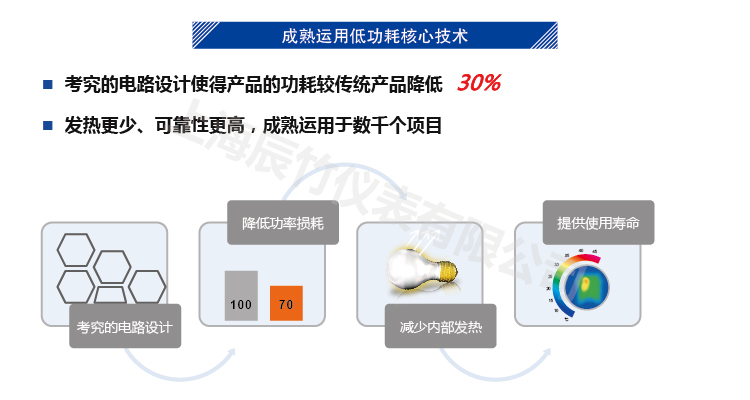 成熟运用低功耗核心技术
考究的电路设计使得产品的功耗较传统产品降低 30%
发热更少、可靠性更高，成熟运用于数千个项目
上海辰竹仪表有限公司
降低功率损耗
提供使用寿命
100
70
考究的电路设计
减少内部发热